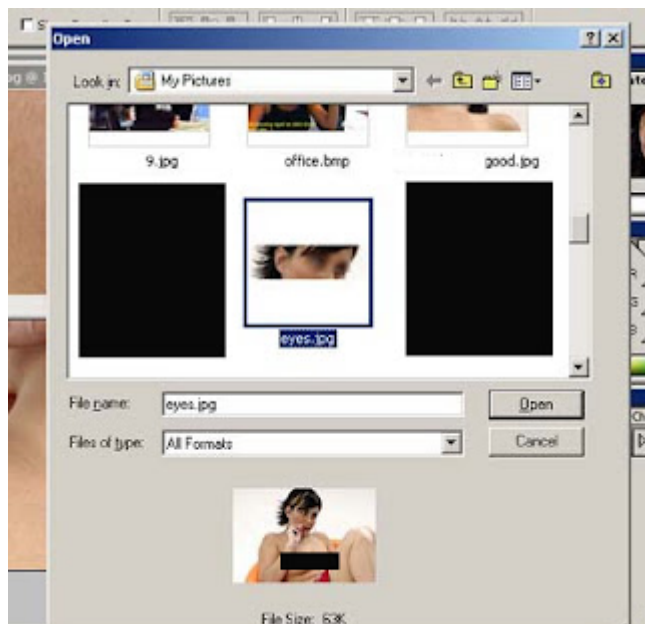 Open
Look in: My Pictures
9.jpg office.bmp good.jpg
eyes.jpg
File name: eyes.jpg Open
Files of type: All Formats Cancel
File Size: 63K